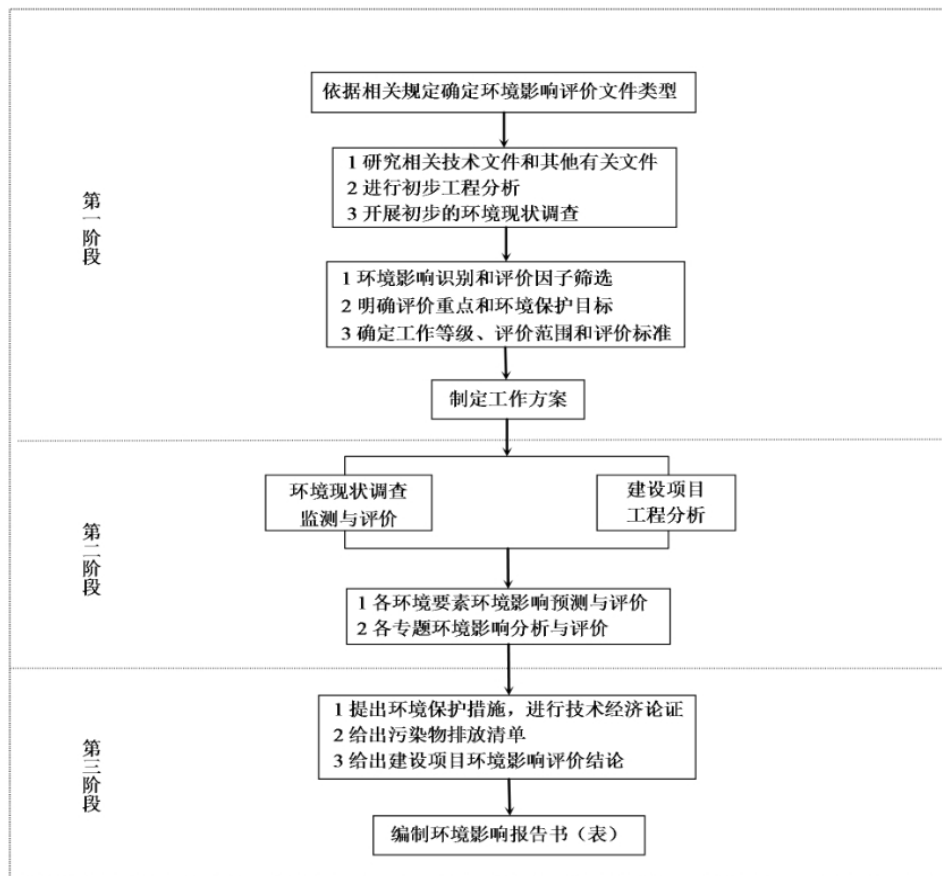 依据相关规定确定环境影响评价文件类型
1 研究相关技术文件和其他有关文件
2 进行初步工程分析
3 开展初步的环境现状调查
第一阶段
1 环境影响识别和评价因子筛选
2 明确评价重点和环境保护目标
3 确定工作等级、评价范围和评价标准
制定工作方案
环境现状调查
监测与评价
建设项目
工程分析
第二阶段
1 各环境要素环境影响预测与评价
2 各专题环境影响分析与评价
1 提出环境保护措施，进行技术经济论证
2 给出污染物排放清单
3 给出建设项目环境影响评价结论
第三阶段
编制环境影响报告书（表）